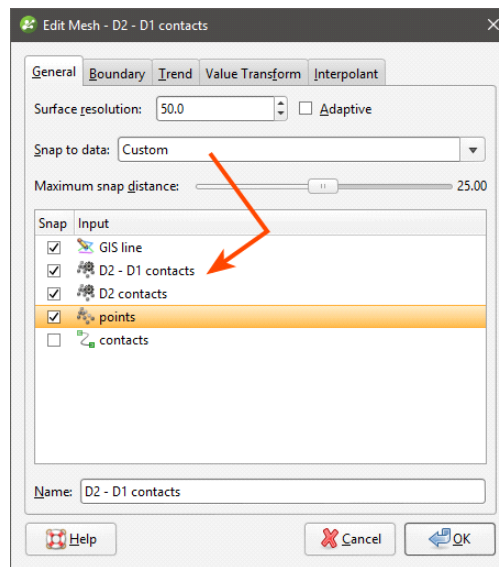 Edit Mesh - D2 - D1 contacts
General Boundary Trend Value Transform Interpolant
Surface resolution: 50.0 Adaptive
Snap to data: Custom
Maximum snap distance: 25.00
Snap Input
GIS line
D2 - D1 contacts
D2 contacts
points
contacts
Name: D2 - D1 contacts
Help Cancel OK